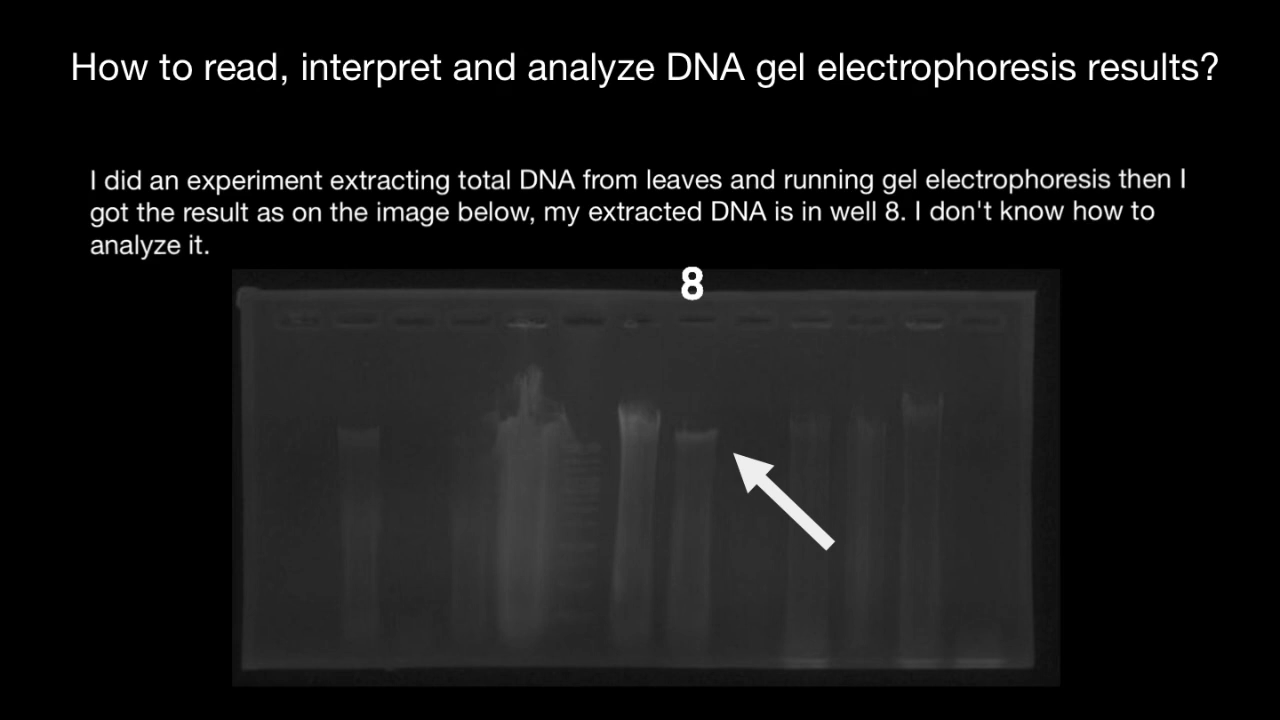 How to read, interpret and analyze DNA gel electrophoresis results?
I did an experiment extracting total DNA from leaves and running gel electrophoresis then I
got the result as on the image below, my extracted DNA is in well 8. I don't know how to
analyze it.
8